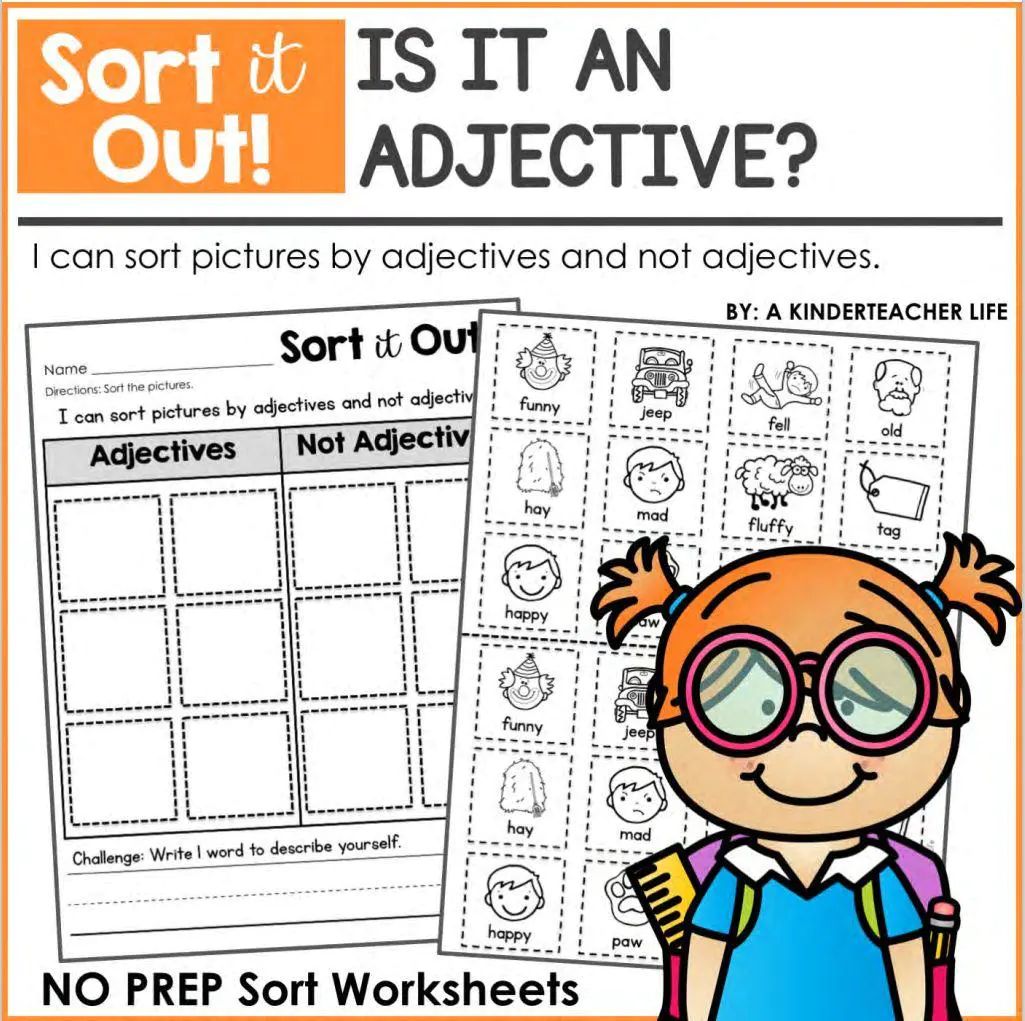 Sort it
Out!
IS IT AN
ADJECTIVE?
I can sort pictures by adjectives and not adjectives.
BY: A KINDERTEACHER LIFE
Name
Sort it Out
Directions: Sort the pictures.
I can sort pictures by adjectives and not adjectiv
Adjectives
Not Adjectiv
Challenge: Write 1 word to describe yourself.
funny
jeep
fell
old
hay
mad
fluffy
tag
happy
aw
funny
jeep
hay
mad
happy
paw
NO PREP Sort Worksheets